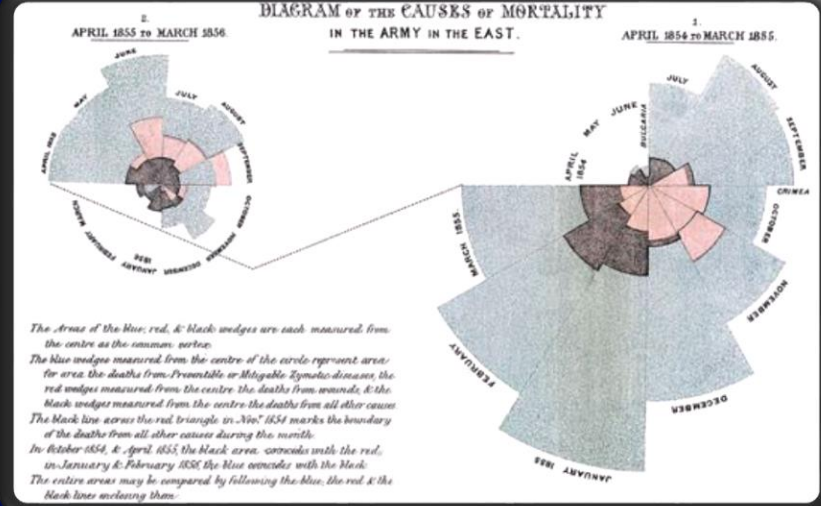 DIAGRAM OF THE CAUSES OF MORTALITY
IN THE ARMY IN THE EAST.
2.
APRIL 1855 TO MARCH 1856.
1.
APRIL 1854 TO MARCH 1855.
APRIL 1855
MAY
JUNE
JULY
AUGUST
SEPTEMBER
OCTOBER
NOVEMBER
DECEMBER
JANUARY
1856
FEBRUARY
MARCH
APRIL
1854
MAY
JUNE
BULGARIA
JULY
AUGUST
SEPTEMBER
CRIMEA
OCTOBER
NOVEMBER
DECEMBER
JANUARY 1855
FEBRUARY
MARCH 1855.
The Areas of the blue, red, & black wedges are each measured from
the centre as the common vertex
The blue wedges measured from the centre of the circle represent area
for area the deaths from Preventible or Mitigable Zymotic diseases, the
red wedges measured from the centre the deaths from wounds, & the
black wedges measured from the centre the deaths from all other causes
The black line across the red triangle in Novr. 1854 marks the boundary
of the deaths from all other causes during the month
In October 1854, & April 1855, the black area coincides with the red,
in January & February 1856, the blue coincides with the black
The entire areas may be compared by following the blue, the red & the
black lines enclosing them